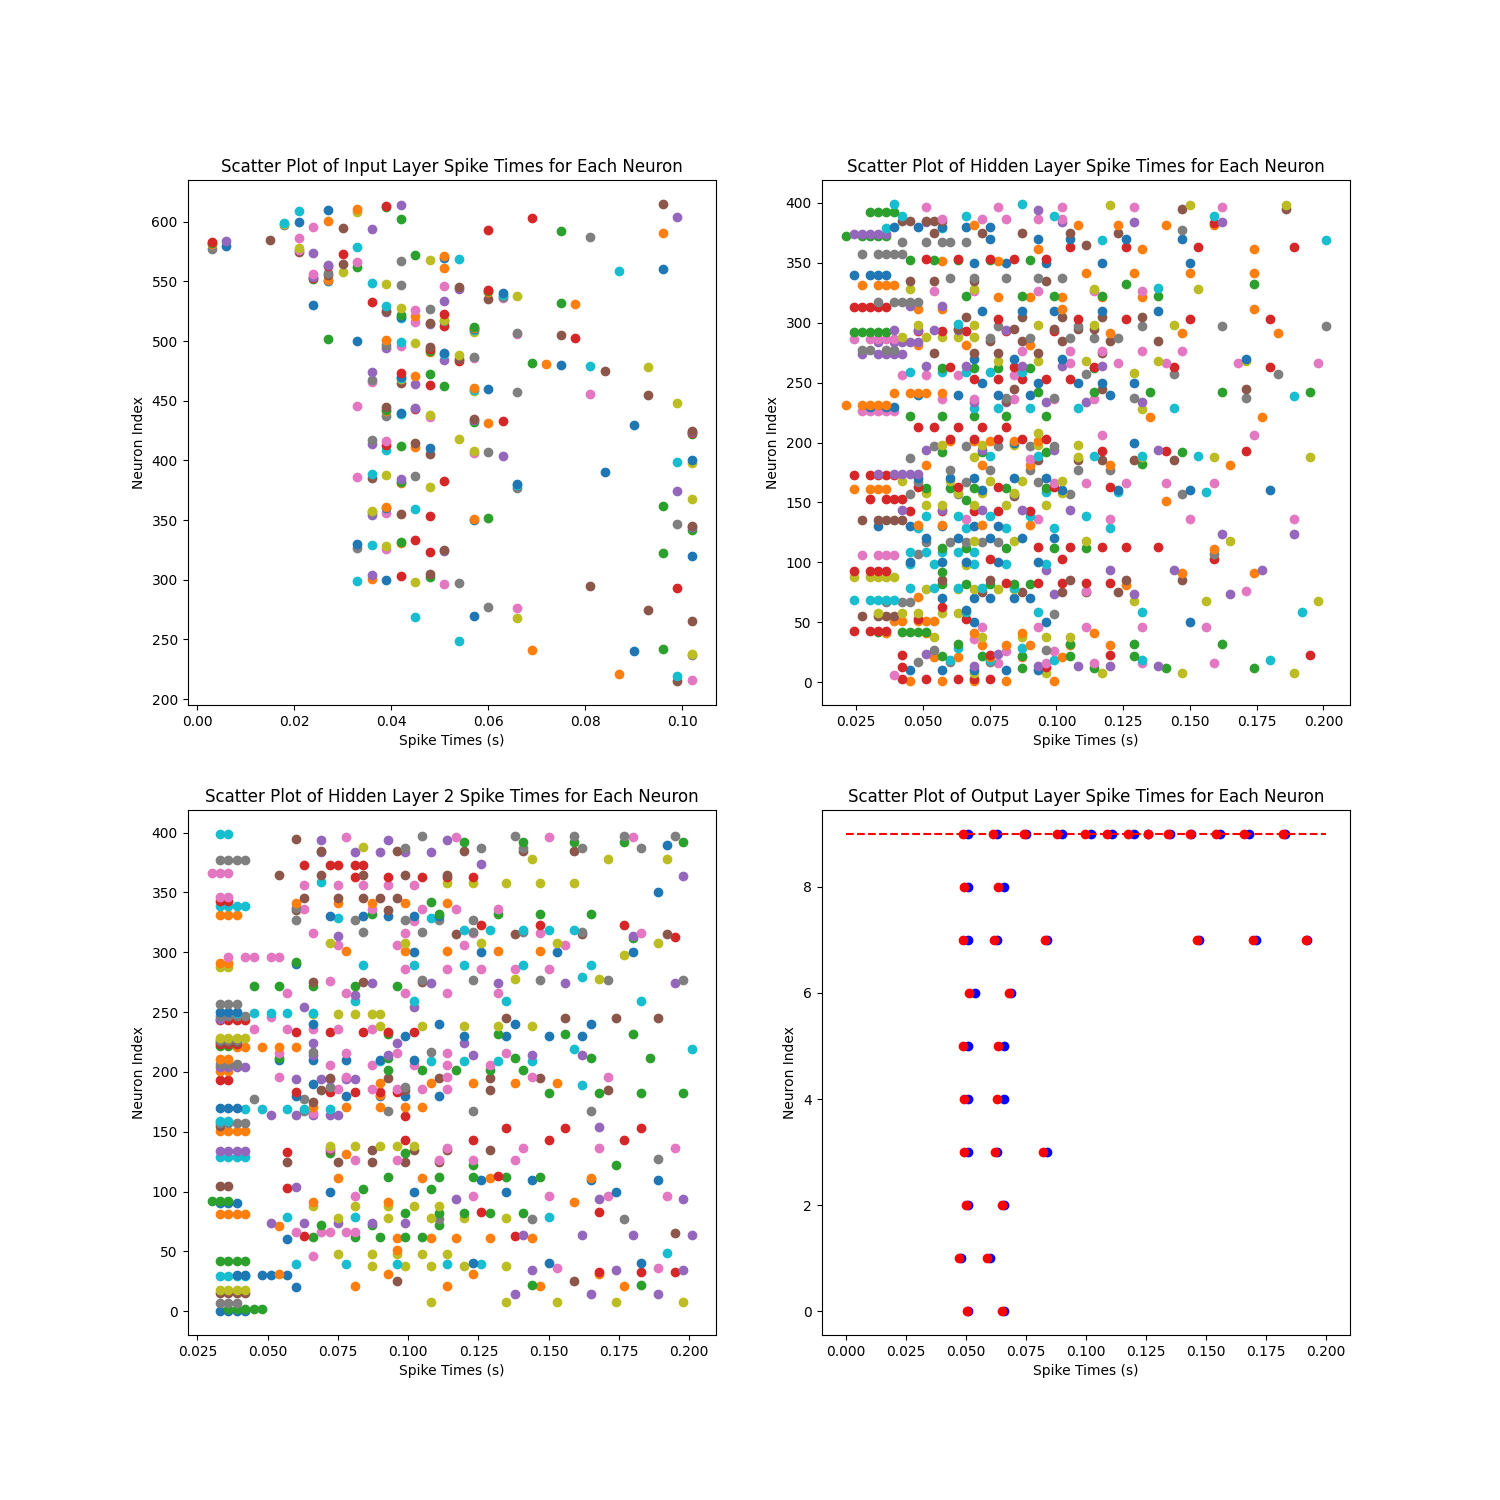 Scatter Plot of Input Layer Spike Times for Each Neuron
Neuron Index
600
550
500
450
400
350
300
250
200
0.00 0.02 0.04 0.06 0.08 0.10
Spike Times (s)
Scatter Plot of Hidden Layer Spike Times for Each Neuron
Neuron Index
400
350
300
250
200
150
100
50
0
0.025 0.050 0.075 0.100 0.125 0.150 0.175 0.200
Spike Times (s)
Scatter Plot of Hidden Layer 2 Spike Times for Each Neuron
Neuron Index
400
350
300
250
200
150
100
50
0
0.025 0.050 0.075 0.100 0.125 0.150 0.175 0.200
Spike Times (s)
Scatter Plot of Output Layer Spike Times for Each Neuron
Neuron Index
8
6
4
2
0
0.000 0.025 0.050 0.075 0.100 0.125 0.150 0.175 0.200
Spike Times (s)